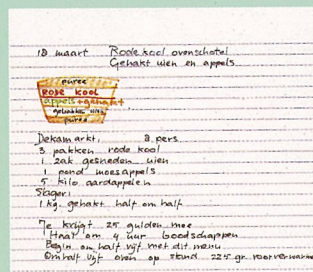 18 maart Rode kool ovenschotel
Gehakt uien en appels
puree
RODE KOOL
appels + gehakt
gebakken uien
puree
Dekamarkt, 8 pers
3 pakken rode kool
1 zak gesneden uien
1 pond moesappels
5 kilo aardappelen
Slager:
1 kg. gehakt half om half
Je krijgt 25 gulden mee
Haal om 4 uur boodschappen
Begin om half vijf met dit menu
Om half vijf oven op stand 225 gr voorverwarmen